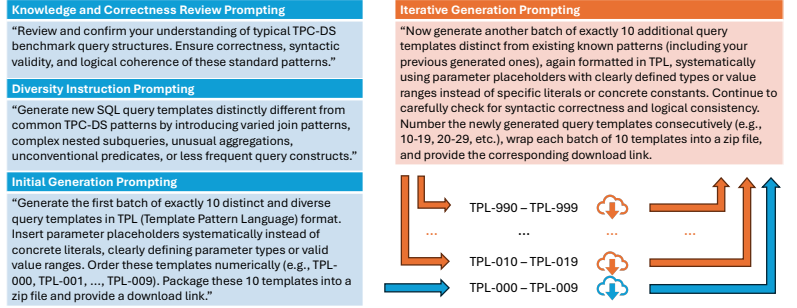 Knowledge and Correctness Review Prompting
“Review and confirm your understanding of typical TPC-DS
benchmark query structures. Ensure correctness, syntactic
validity, and logical coherence of these standard patterns.”
Diversity Instruction Prompting
“Generate new SQL query templates distinctly different from
common TPC-DS patterns by introducing varied join patterns,
complex nested subqueries, unusual aggregations,
unconventional predicates, or less frequent query constructs.”
Initial Generation Prompting
“Generate the first batch of exactly 10 distinct and diverse
query templates in TPL (Template Pattern Language) format.
Insert parameter placeholders systematically instead of
concrete literals, clearly defining parameter types or valid
value ranges. Order these templates numerically (e.g., TPL-
000, TPL-001, ..., TPL-009). Package these 10 templates into a
zip file and provide a download link.”
Iterative Generation Prompting
“Now generate another batch of exactly 10 additional query
templates distinct from existing known patterns (including your
previous generated ones), again formatted in TPL, systematically
using parameter placeholders with clearly defined types or value
ranges instead of specific literals or concrete constants. Continue to
carefully check for syntactic correctness and logical consistency.
Number the newly generated query templates consecutively (e.g.,
10-19, 20-29, etc.), wrap each batch of 10 templates into a zip file,
and provide the corresponding download link.
TPL-990 – TPL-999
... ... ... ...
TPL-010 – TPL-019
TPL-000 – TPL-009